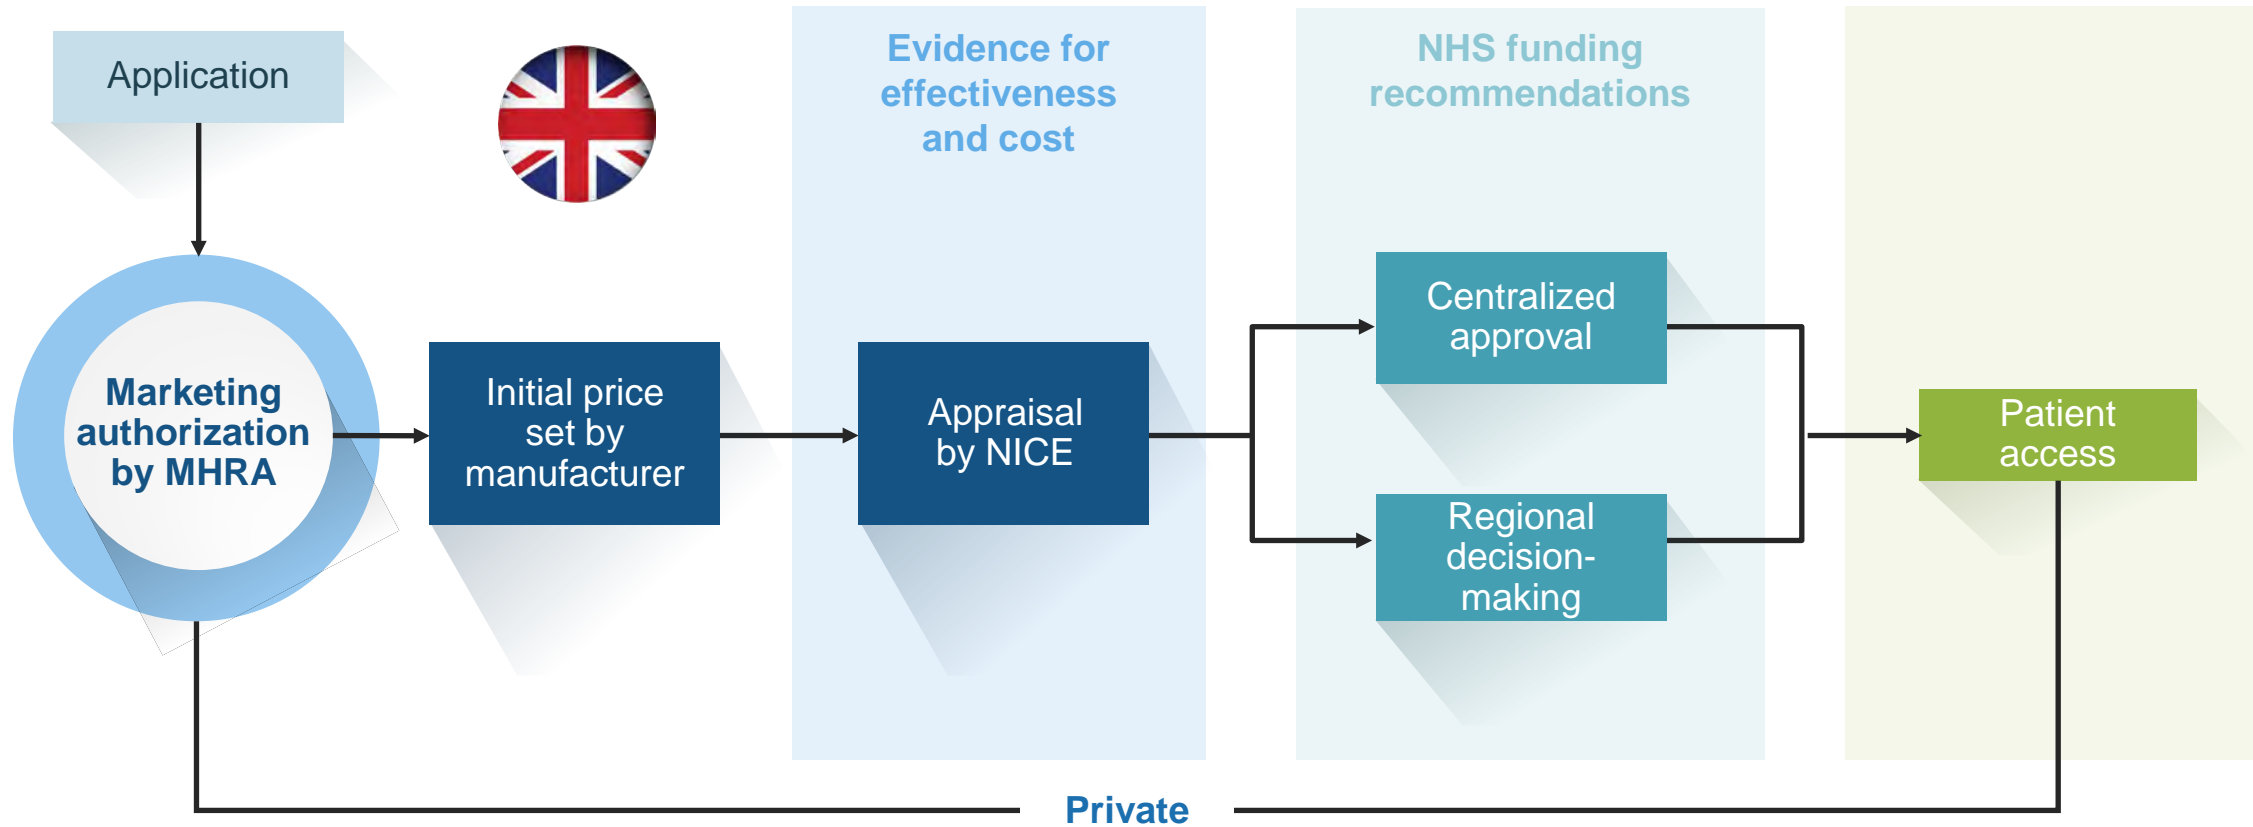 Application
Evidence for
effectiveness
and cost
NHS funding
recommendations
Marketing
authorization
by MHRA
Initial price
set by
manufacturer
Appraisal
by NICE
Centralized
approval
Regional
decision-
making
Patient
access
Private